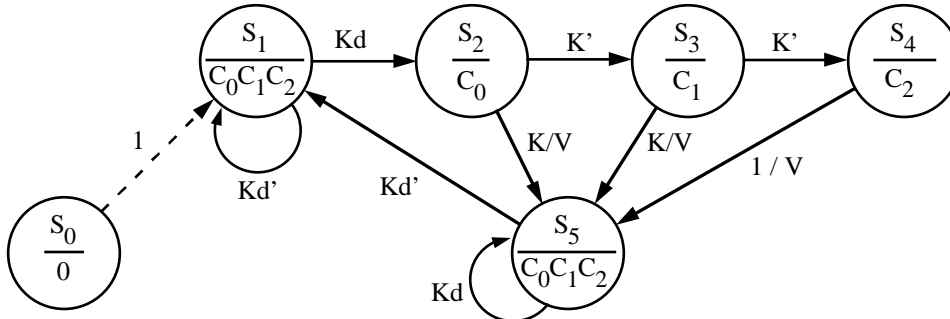 S1
C0C1C2
Kd
S2
C0
K’
S3
C1
K’
S4
C2
1
Kd’
Kd’
K/V
K/V
1 / V
S0
0
S5
C0C1C2
Kd